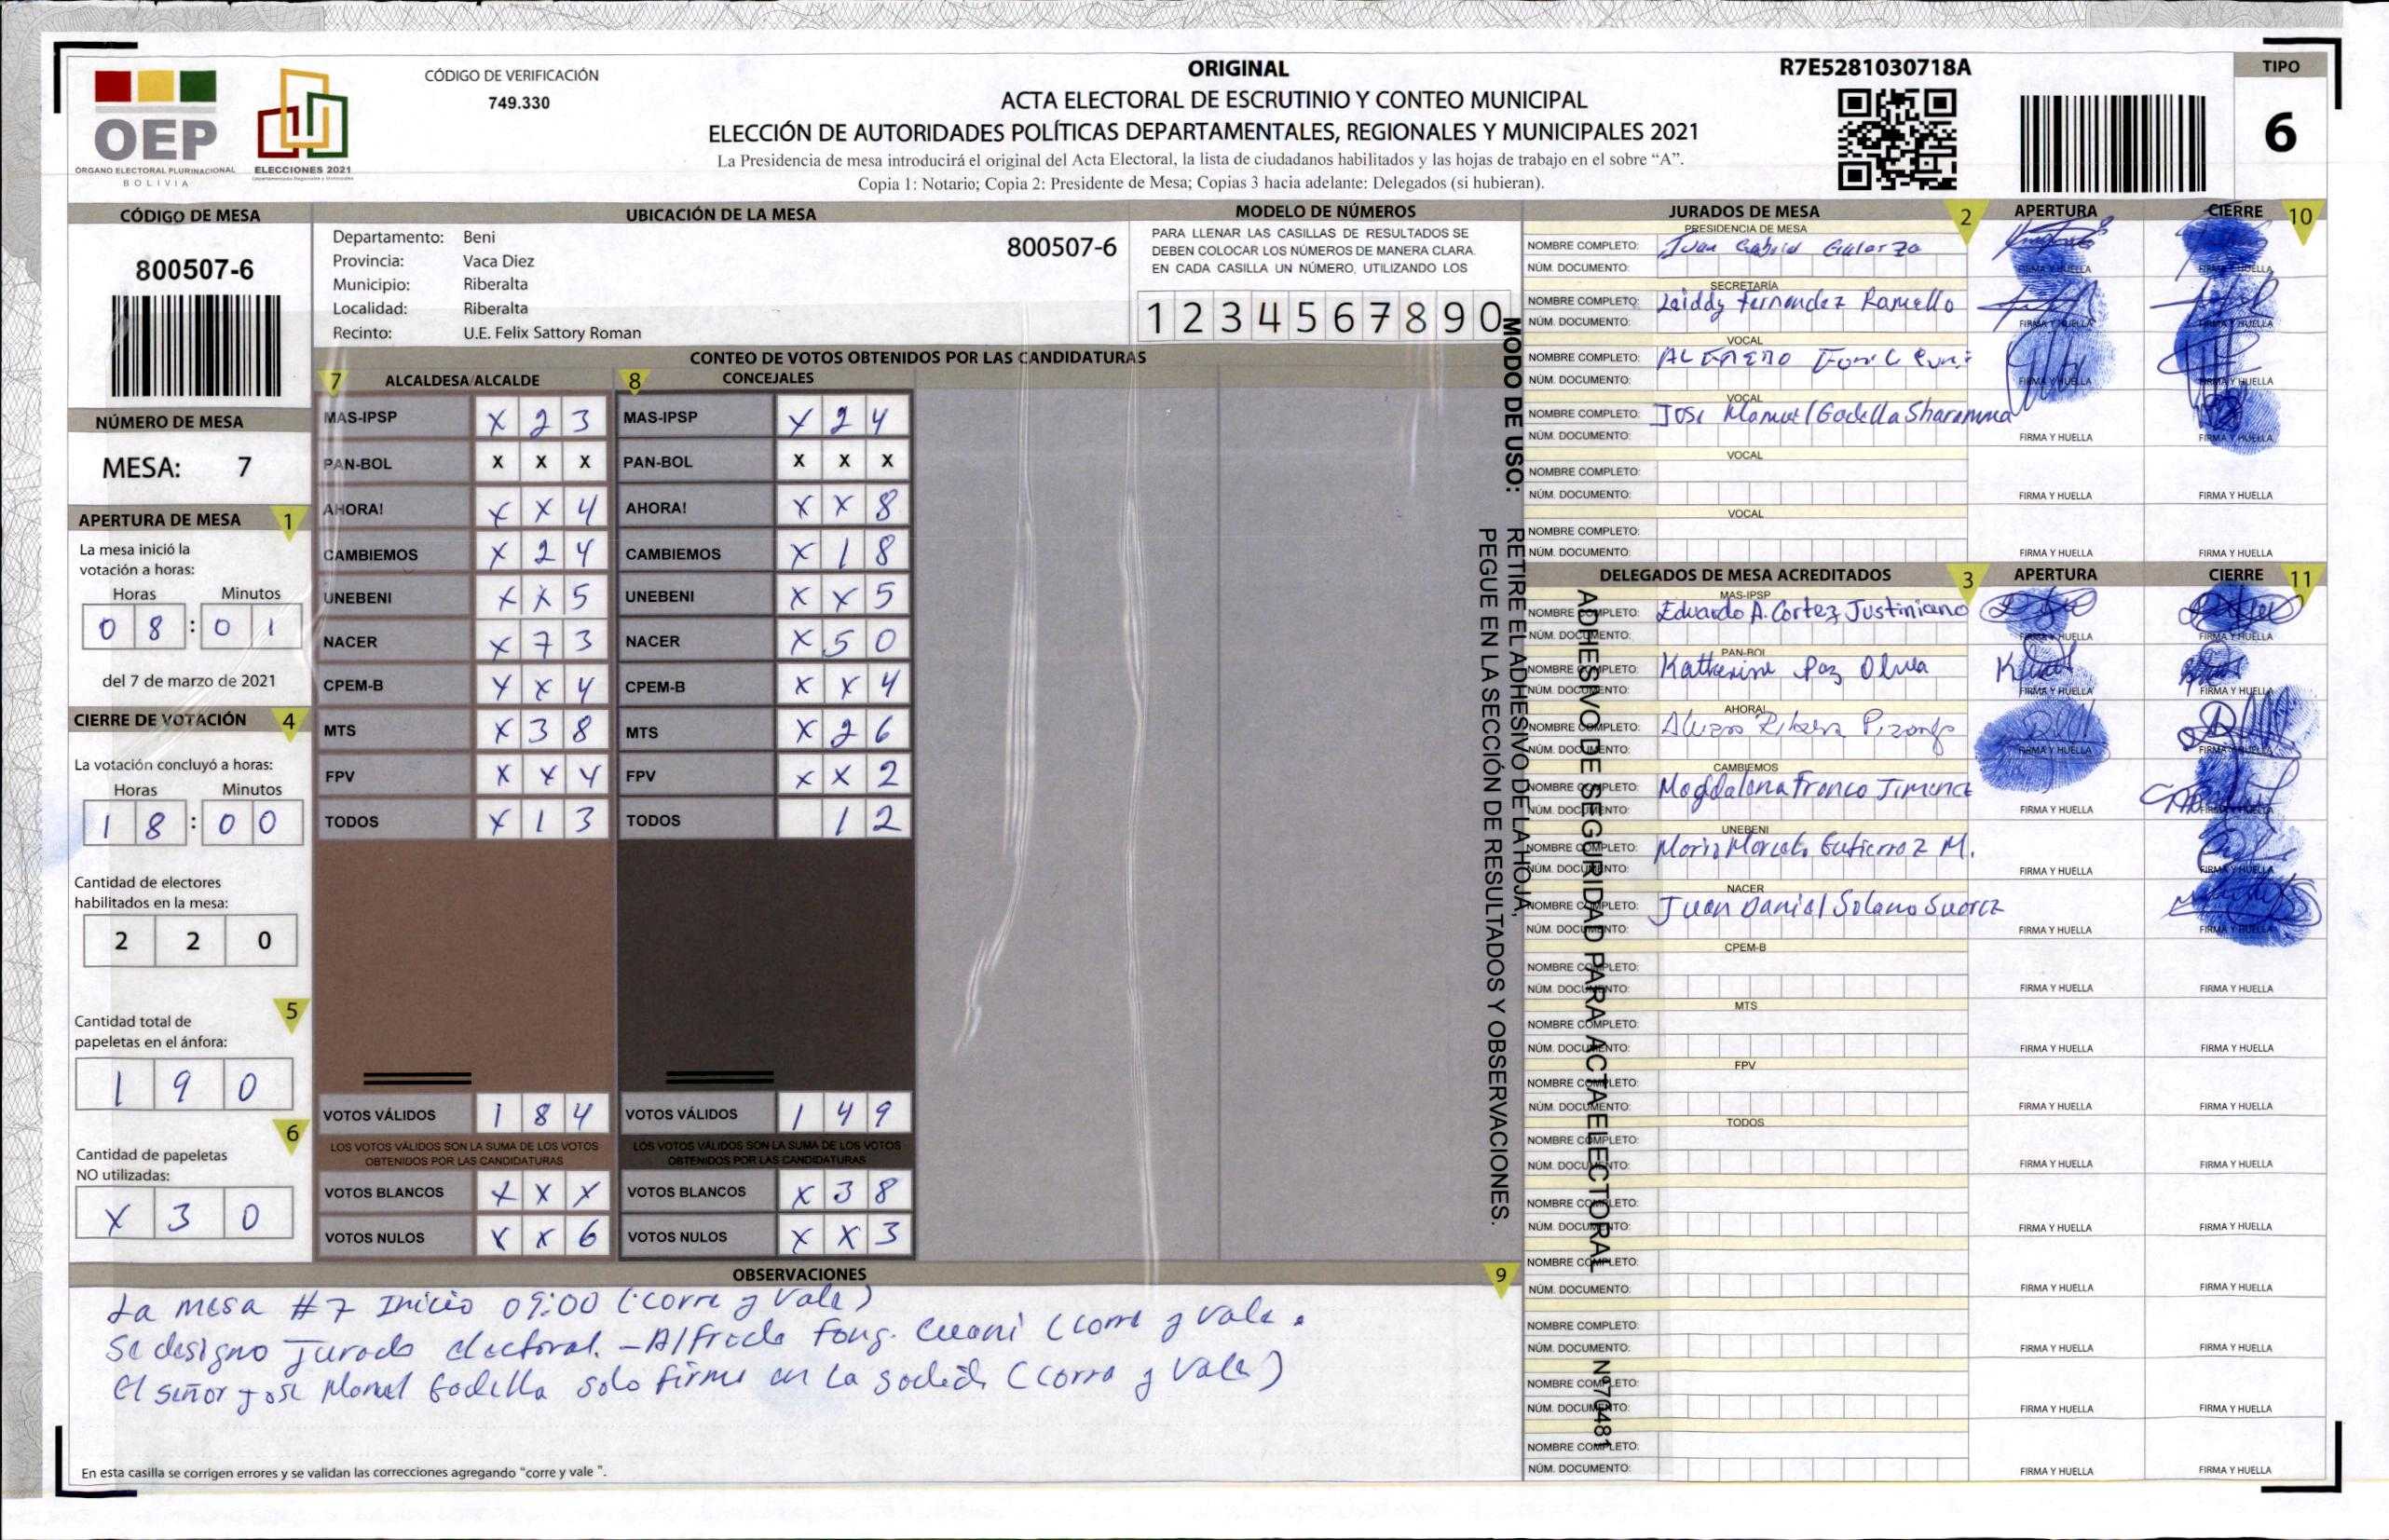 ORIGINAL
R7E5281030718A
TIPO
6
CÓDIGO DE VERIFICACIÓN
749.330
OEP
ÓRGANO ELECTORAL PLURINACIONAL
BOLIVIA
ELECCIONES 2021
ACTA ELECTORAL DE ESCRUTINIO Y CONTEO MUNICIPAL
ELECCIÓN DE AUTORIDADES POLÍTICAS DEPARTAMENTALES, REGIONALES Y MUNICIPALES 2021
La Presidencia de mesa introducirá el original del Acta Electoral, la lista de ciudadanos habilitados y las hojas de trabajo en el sobre “A”.
Copia 1: Notario; Copia 2: Presidente de Mesa; Copias 3 hacia adelante: Delegados (si hubieran).
CÓDIGO DE MESA
800507-6
NÚMERO DE MESA
MESA: 7
APERTURA DE MESA 1
La mesa inició la
votación a horas:
Horas Minutos
0 8 : 0 1
del 7 de marzo de 2021
CIERRE DE VOTACIÓN 4
La votación concluyó a horas:
Horas Minutos
1 8 : 0 0
Cantidad de electores
habilitados en la mesa:
2 2 0
5
Cantidad total de
papeletas en el ánfora:
1 9 0
6
Cantidad de papeletas
NO utilizadas:
X 3 0
UBICACIÓN DE LA MESA
Departamento: Beni
800507-6
Provincia: Vaca Diez
Municipio: Riberalta
Localidad: Riberalta
Recinto: U.E. Felix Sattory Roman
MODELO DE NÚMEROS
PARA LLENAR LAS CASILLAS DE RESULTADOS SE
DEBEN COLOCAR LOS NÚMEROS DE MANERA CLARA.
EN CADA CASILLA UN NÚMERO, UTILIZANDO LOS
1 2 3 4 5 6 7 8 9 0
CONTEO DE VOTOS OBTENIDOS POR LAS CANDIDATURAS
7 ALCALDESA/ALCALDE 8 CONCEJALES
MAS-IPSP X 2 3 MAS-IPSP X 2 4
PAN-BOL X X X PAN-BOL X X X
AHORA! X X 4 AHORA! X X 8
CAMBIEMOS X 2 4 CAMBIEMOS X 1 8
UNEBENI X X 5 UNEBENI X X 5
NACER X 7 3 NACER X 5 0
CPEM-B X X 4 CPEM-B X X 4
MTS X 3 8 MTS X 2 6
FPV X X 4 FPV X X 2
TODOS X 1 3 TODOS 1 2
VOTOS VÁLIDOS 1 8 4 VOTOS VÁLIDOS 1 4 9
LOS VOTOS VÁLIDOS SON LA SUMA DE LOS VOTOS LOS VOTOS VÁLIDOS SON LA SUMA DE LOS VOTOS
OBTENIDOS POR LAS CANDIDATURAS OBTENIDOS POR LAS CANDIDATURAS
VOTOS BLANCOS X X X VOTOS BLANCOS X 3 8
VOTOS NULOS X X 6 VOTOS NULOS X X 3
MODO DE USO:
RETIRE EL ADHESIVO DE LA HOJA,
PEGUE EN LA SECCIÓN DE RESULTADOS Y OBSERVACIONES.
ADHESIVO DE SEGURIDAD PARA ACTA ELECTORAL
JURADOS DE MESA 2 APERTURA CIERRE 10
PRESIDENCIA DE MESA
NOMBRE COMPLETO: Juan Gabriel Galarza
NÚM. DOCUMENTO: FIRMA Y HUELLA FIRMA Y HUELLA
SECRETARÍA
NOMBRE COMPLETO: Leiddy Fernandez Ramallo
NÚM. DOCUMENTO: FIRMA Y HUELLA FIRMA Y HUELLA
VOCAL
NOMBRE COMPLETO:
NÚM. DOCUMENTO: FIRMA Y HUELLA FIRMA Y HUELLA
VOCAL
NOMBRE COMPLETO: Jose Manuel
NÚM. DOCUMENTO: FIRMA Y HUELLA FIRMA Y HUELLA
VOCAL
NOMBRE COMPLETO:
NÚM. DOCUMENTO: FIRMA Y HUELLA FIRMA Y HUELLA
VOCAL
NOMBRE COMPLETO:
NÚM. DOCUMENTO: FIRMA Y HUELLA FIRMA Y HUELLA
DELEGADOS DE MESA ACREDITADOS 3 APERTURA CIERRE 11
MAS-IPSP
NOMBRE COMPLETO: Eduardo A. Cortez Justiniano
NÚM. DOCUMENTO: FIRMA Y HUELLA FIRMA Y HUELLA
PAN-BOL
NOMBRE COMPLETO: Katherine Paz
NÚM. DOCUMENTO: FIRMA Y HUELLA FIRMA Y HUELLA
AHORA!
NOMBRE COMPLETO:
NÚM. DOCUMENTO: FIRMA Y HUELLA FIRMA Y HUELLA
CAMBIEMOS
NOMBRE COMPLETO: Magdalena Franco Jimenez
NÚM. DOCUMENTO: FIRMA Y HUELLA FIRMA Y HUELLA
UNEBENI
NOMBRE COMPLETO: Gutierrez M.
NÚM. DOCUMENTO: FIRMA Y HUELLA FIRMA Y HUELLA
NACER
NOMBRE COMPLETO: Juan Daniel Solano Suarez
NÚM. DOCUMENTO: FIRMA Y HUELLA FIRMA Y HUELLA
CPEM-B
NOMBRE COMPLETO:
NÚM. DOCUMENTO: FIRMA Y HUELLA FIRMA Y HUELLA
MTS
NOMBRE COMPLETO:
NÚM. DOCUMENTO: FIRMA Y HUELLA FIRMA Y HUELLA
FPV
NOMBRE COMPLETO:
NÚM. DOCUMENTO: FIRMA Y HUELLA FIRMA Y HUELLA
TODOS
NOMBRE COMPLETO:
NÚM. DOCUMENTO: FIRMA Y HUELLA FIRMA Y HUELLA
NOMBRE COMPLETO:
NÚM. DOCUMENTO: FIRMA Y HUELLA FIRMA Y HUELLA
NOMBRE COMPLETO:
NÚM. DOCUMENTO: FIRMA Y HUELLA FIRMA Y HUELLA
NOMBRE COMPLETO:
NÚM. DOCUMENTO: FIRMA Y HUELLA FIRMA Y HUELLA
NOMBRE COMPLETO:
NÚM. DOCUMENTO: FIRMA Y HUELLA FIRMA Y HUELLA
NOMBRE COMPLETO:
NÚM. DOCUMENTO: FIRMA Y HUELLA FIRMA Y HUELLA
OBSERVACIONES 9
La mesa #7 Inicio 09:00 (corre y vale)
Se designo Jurado electoral. - Alfredo Fong. Cuani (corre y vale.
El señor Jose Manuel Godella solo firmo en la (corre y vale)
En esta casilla se corrigen errores y se validan las correcciones agregando “corre y vale ”.